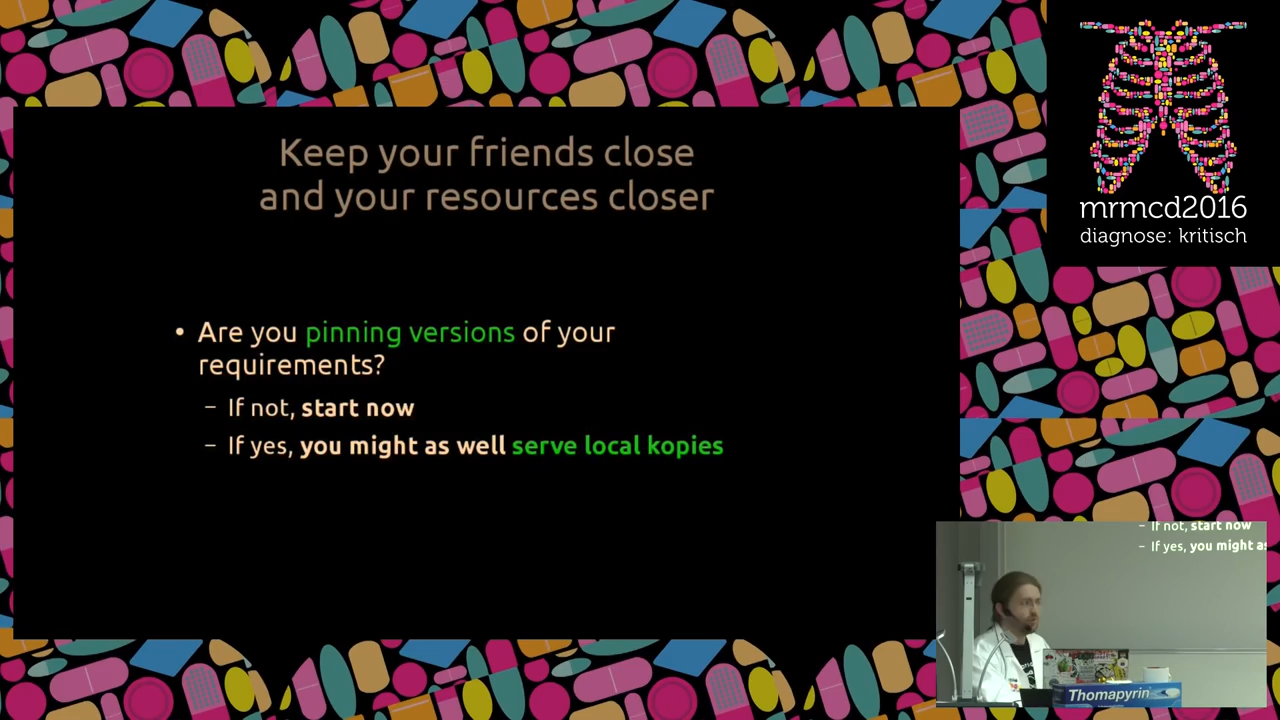 Keep your friends close
and your resources closer
• Are you pinning versions of your
requirements?
– If not, start now
– If yes, you might as well serve local kopies
mrmcd2016
diagnose: kritisch
– If not, start now
– If yes, you might as
Thomapyrin